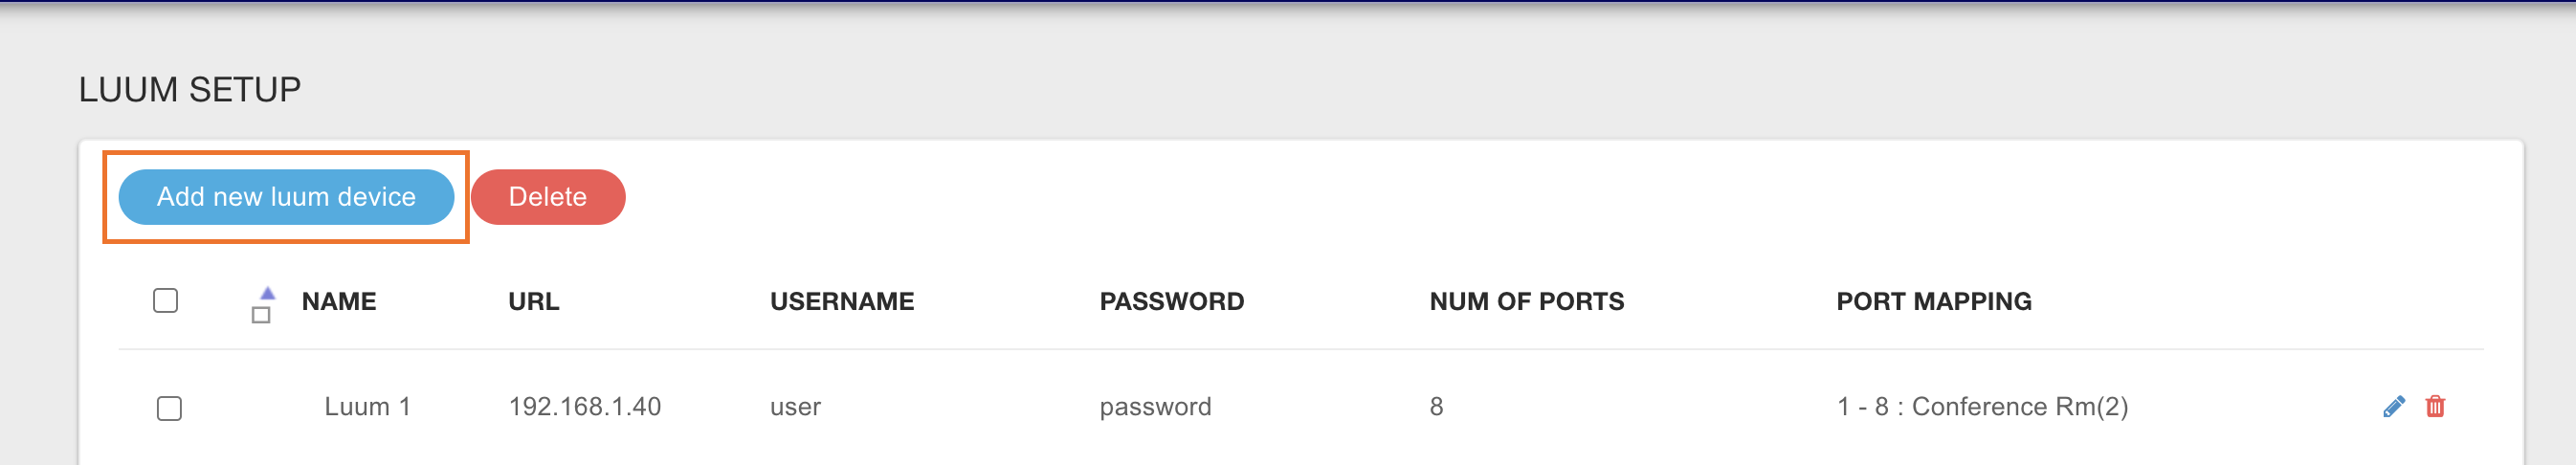 LUUM SETUP
Add new luum device Delete
NAME URL USERNAME PASSWORD NUM OF PORTS PORT MAPPING
Luum 1 192.168.1.40 user password 8 1 - 8 : Conference Rm(2)